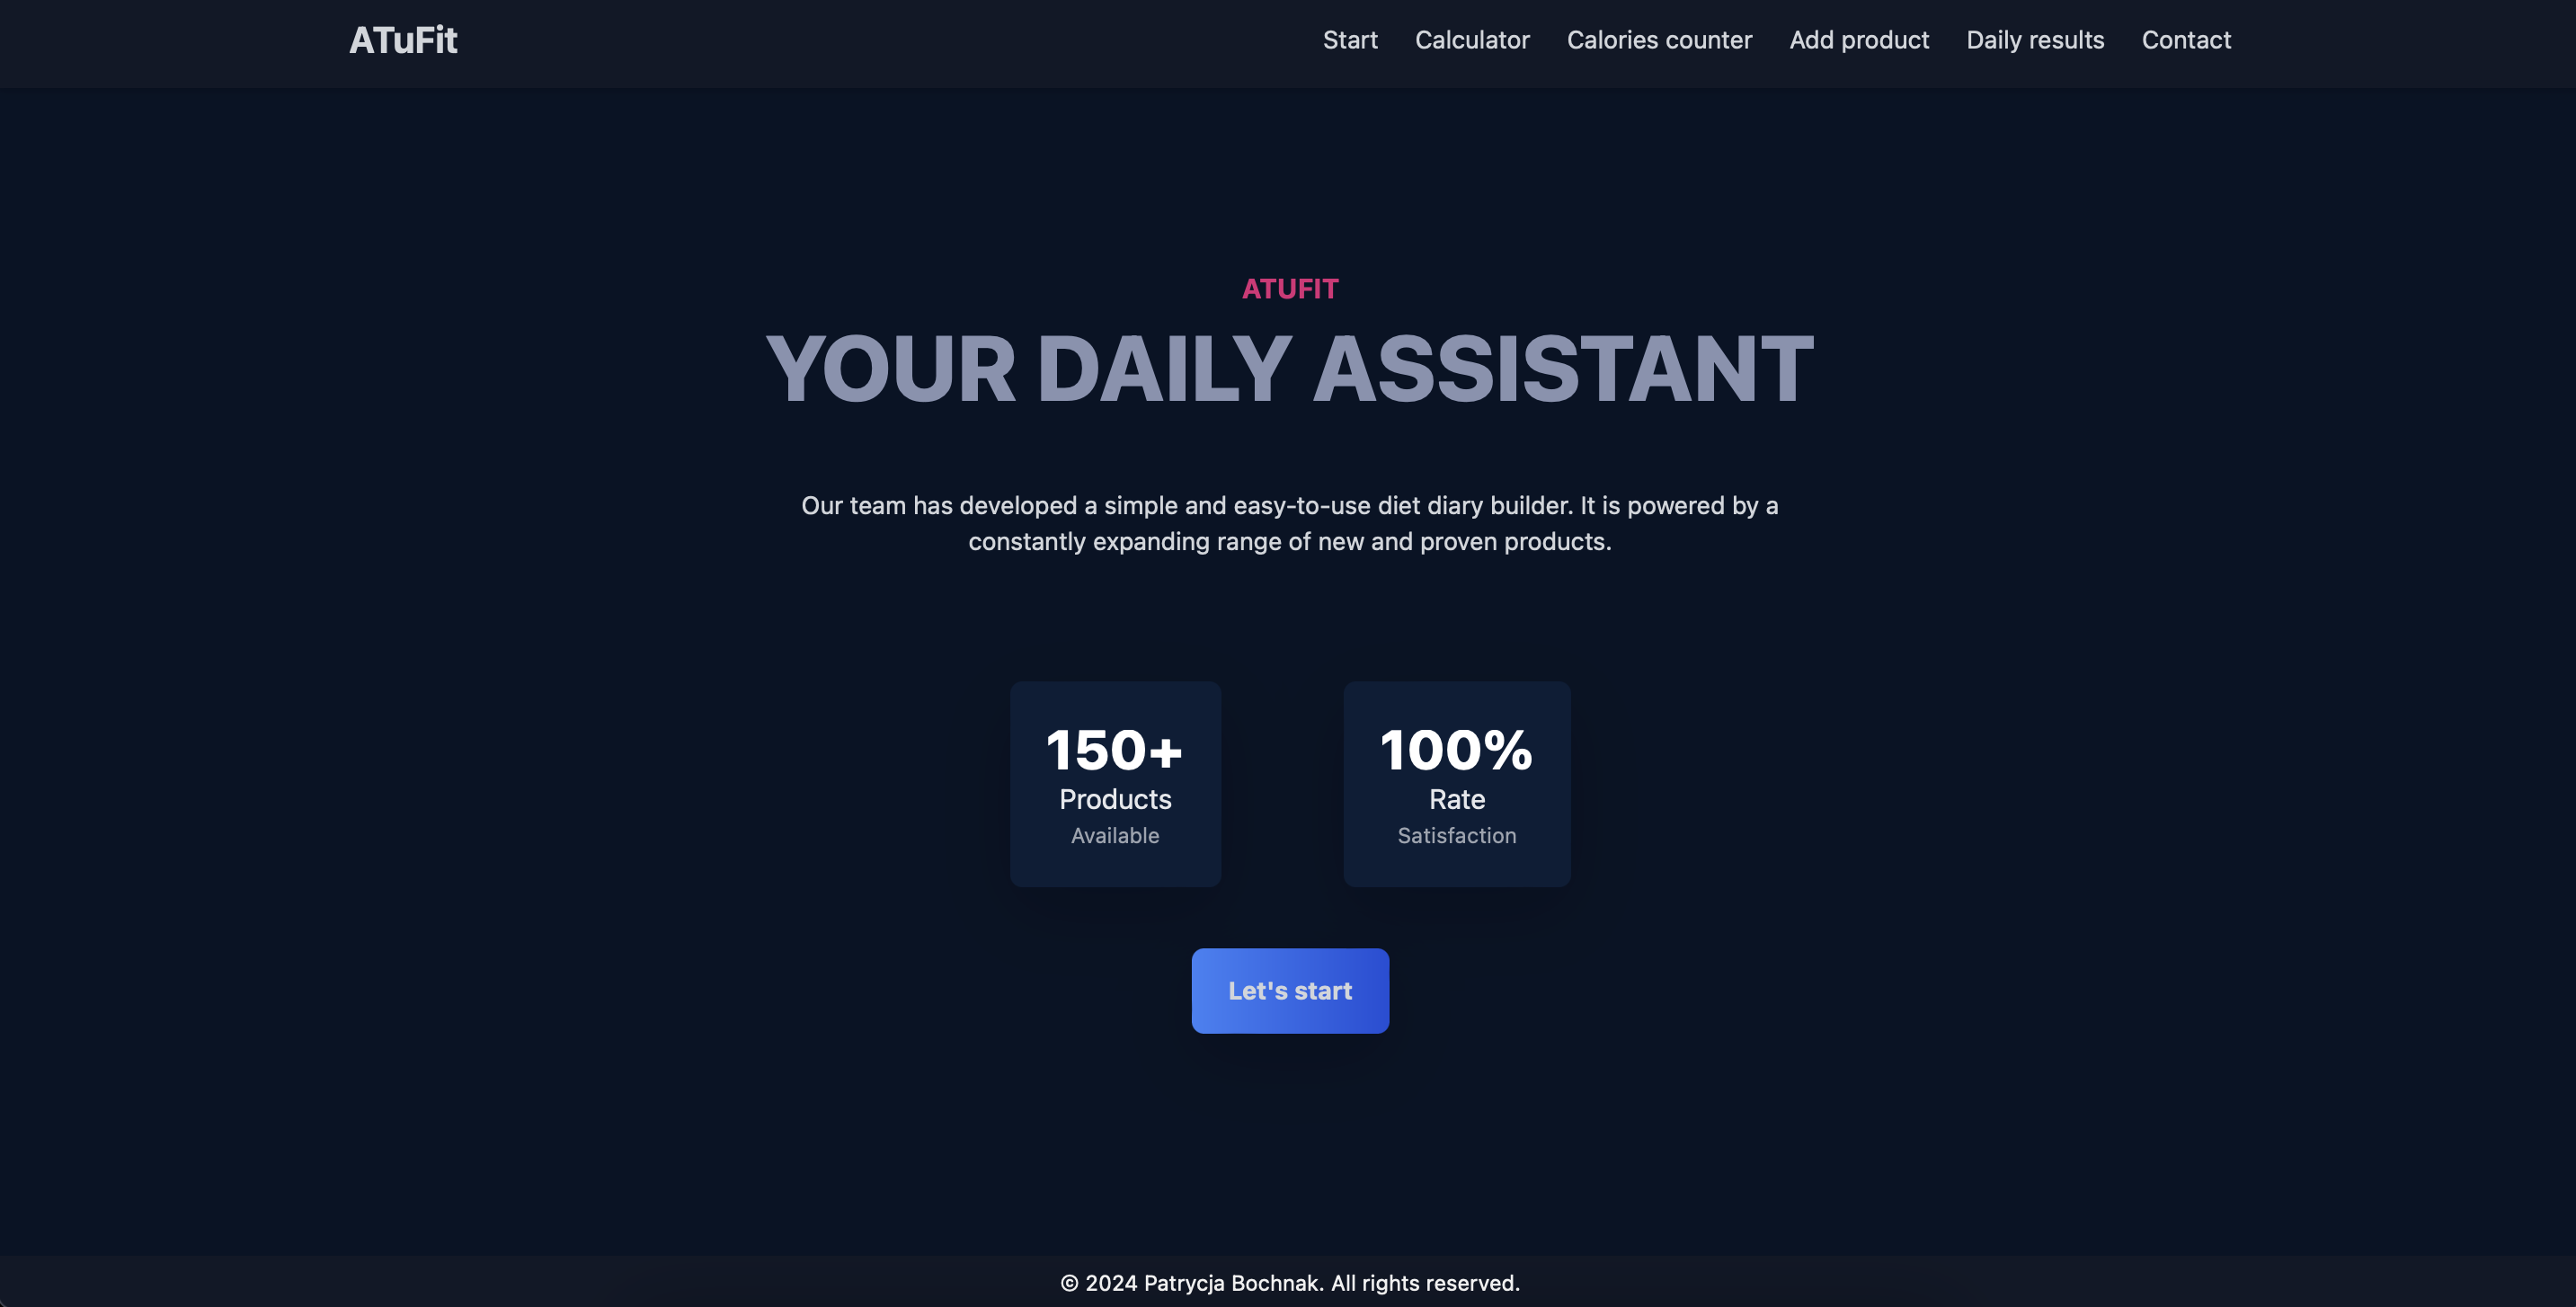 ATuFit
Start Calculator Calories counter Add product Daily results Contact
ATUFIT
YOUR DAILY ASSISTANT
Our team has developed a simple and easy-to-use diet diary builder. It is powered by a
constantly expanding range of new and proven products.
150+
Products
Available
100%
Rate
Satisfaction
Let's start
© 2024 Patrycja Bochnak. All rights reserved.